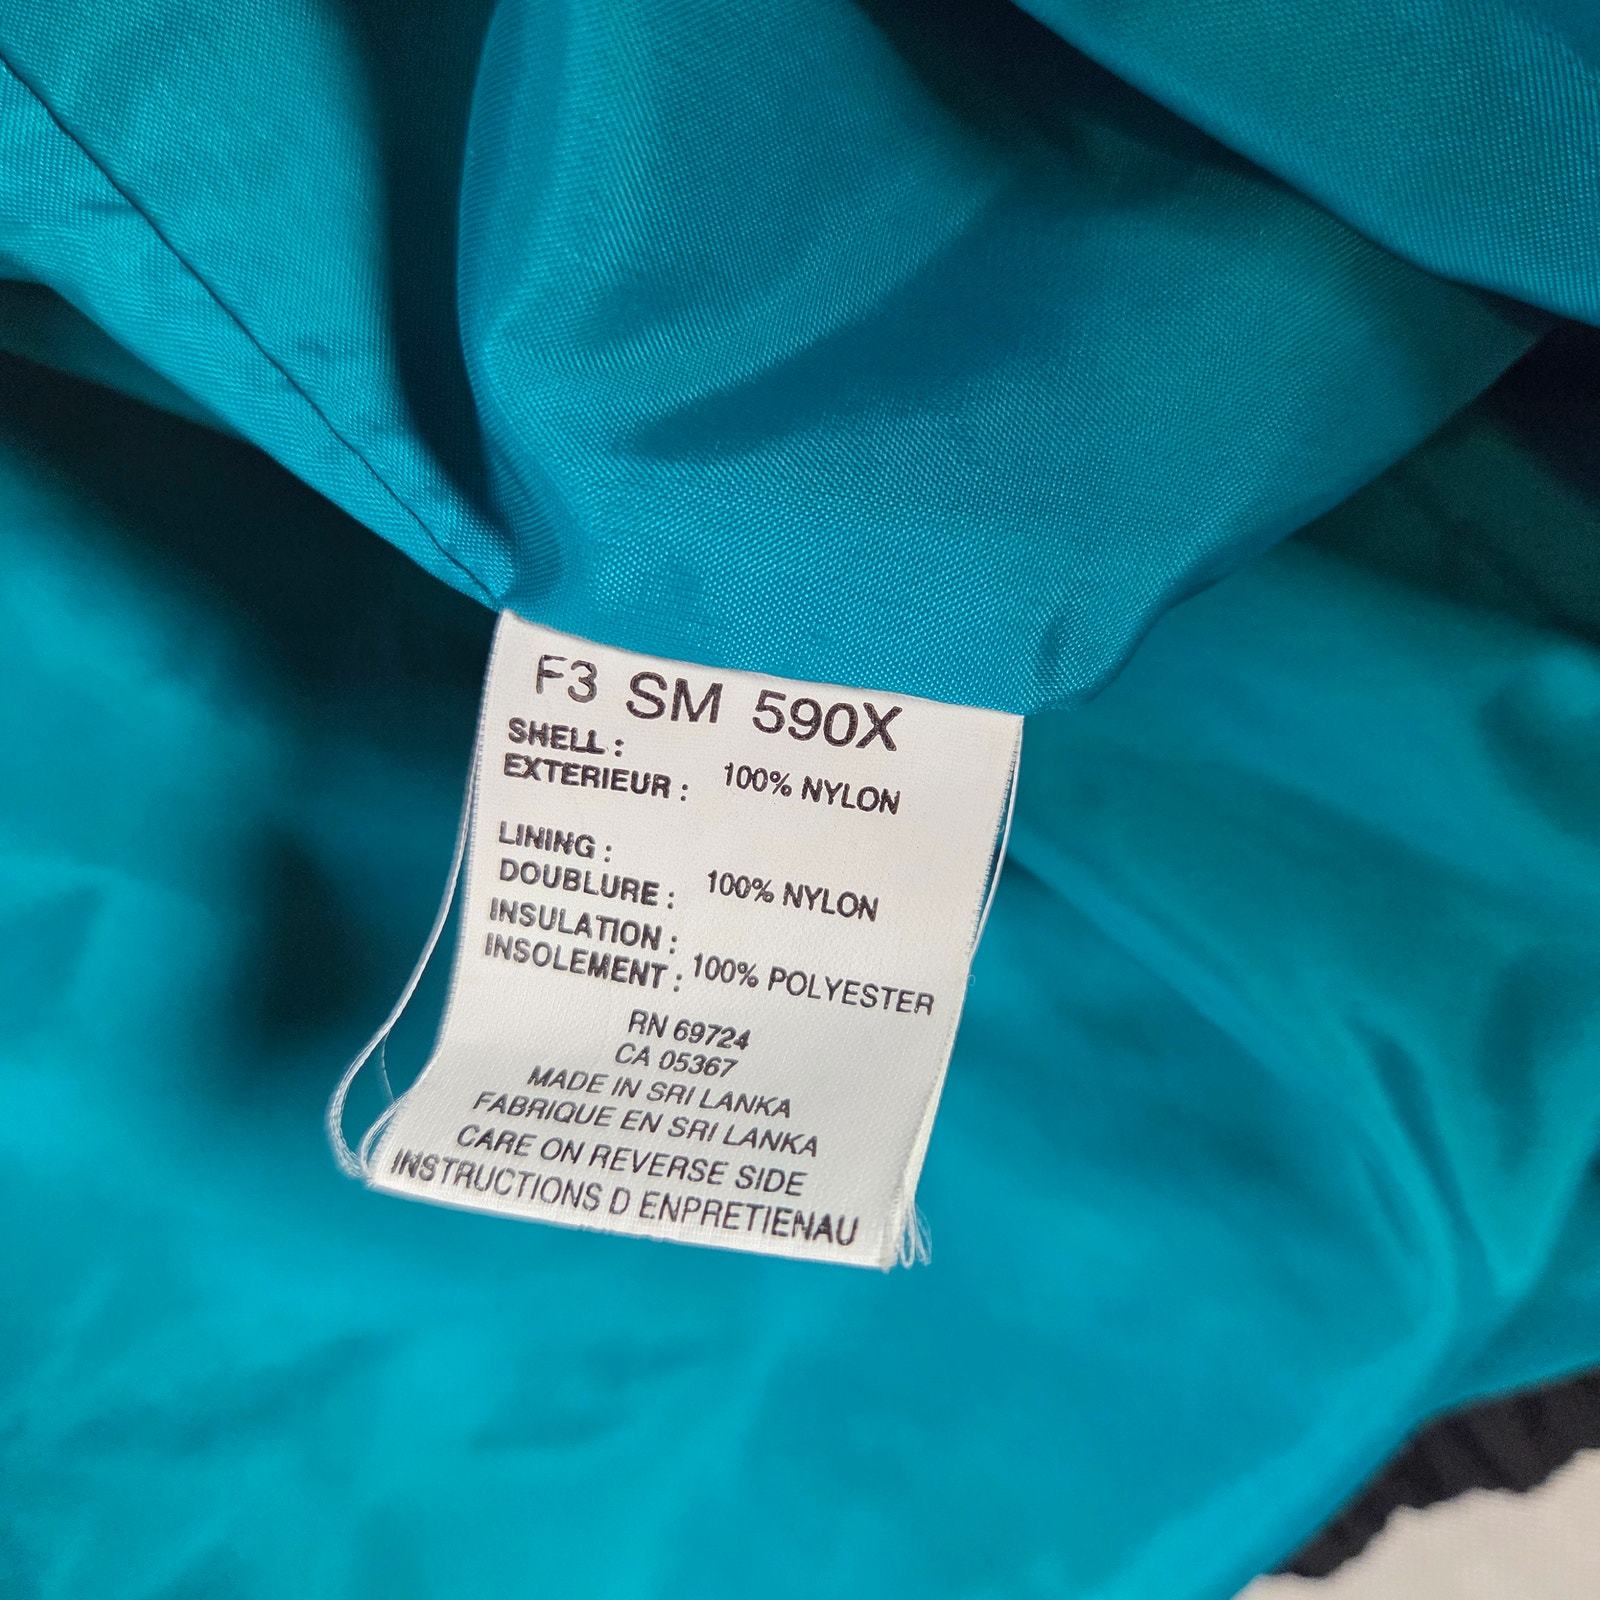 F3 SM 590X
SHELL :
EXTERIEUR : 100% NYLON
LINING :
DOUBLURE : 100% NYLON
INSULATION :
INSOLEMENT : 100% POLYESTER
RN 69724
CA 05367
MADE IN SRI LANKA
FABRIQUE EN SRI LANKA
CARE ON REVERSE SIDE
INSTRUCTIONS D ENPRETIENAU